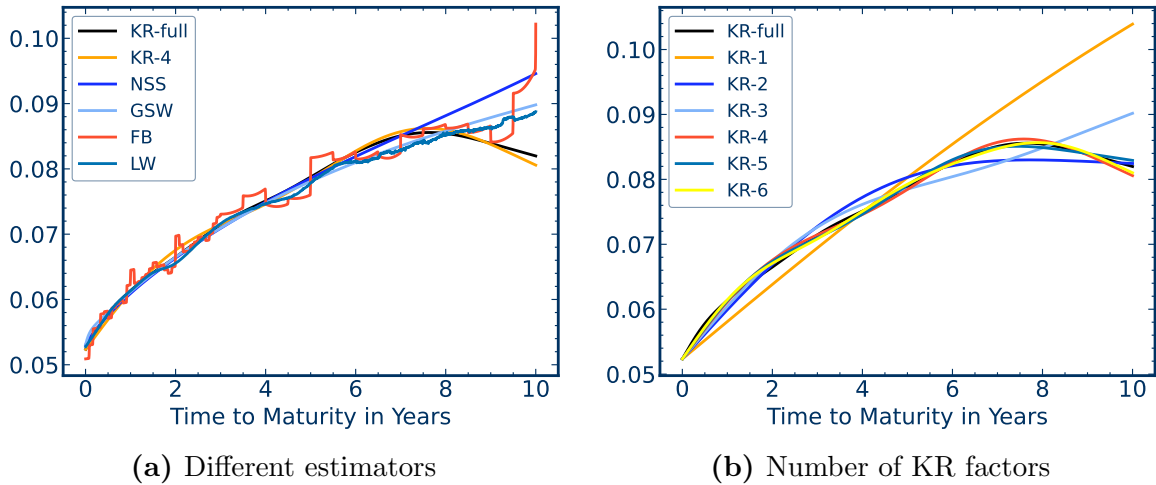 KR-full
KR-4
NSS
GSW
FB
LW
0.10
0.09
0.08
0.07
0.06
0.05
0 2 4 6 8 10
Time to Maturity in Years
(a) Different estimators
KR-full
KR-1
KR-2
KR-3
KR-4
KR-5
KR-6
0.10
0.09
0.08
0.07
0.06
0.05
0 2 4 6 8 10
Time to Maturity in Years
(b) Number of KR factors